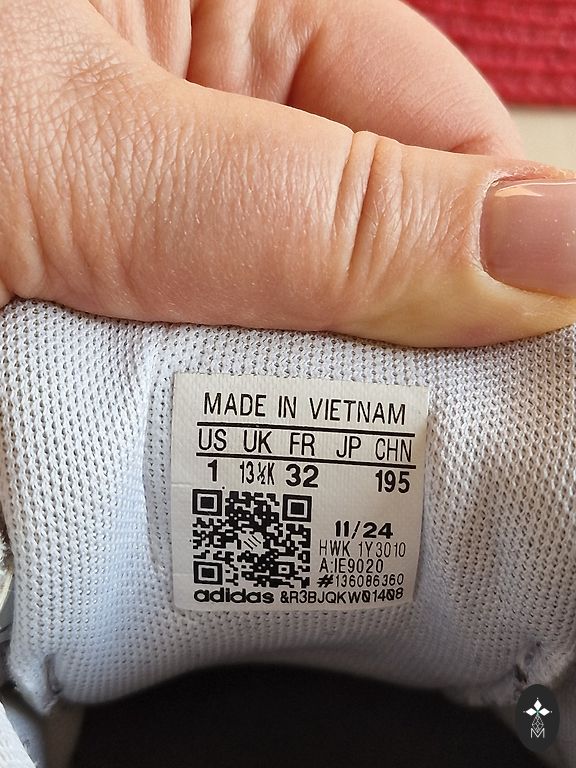 MADE IN VIETNAM
US UK FR JP CHN
1 13½K 32 195
11/24
HWK 1Y3010
A:IE9020
#136086360
adidas &R3BJQKW01408
M